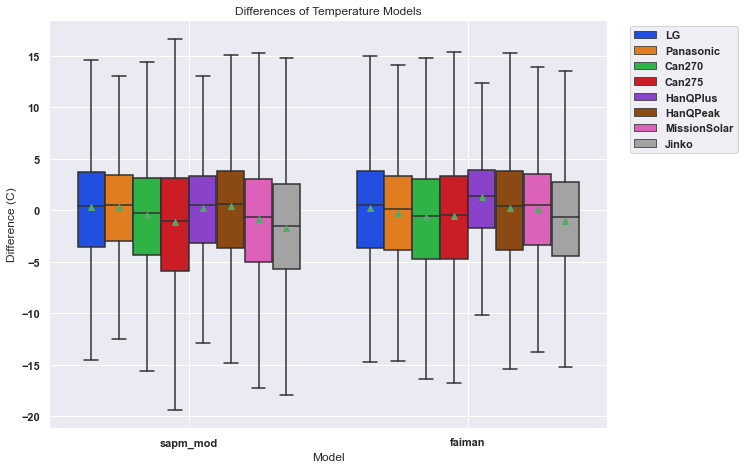 Differences of Temperature Models
Difference (C)
15
10
5
0
−5
−10
−15
−20
sapm_mod
faiman
Model
LG
Panasonic
Can270
Can275
HanQPlus
HanQPeak
MissionSolar
Jinko